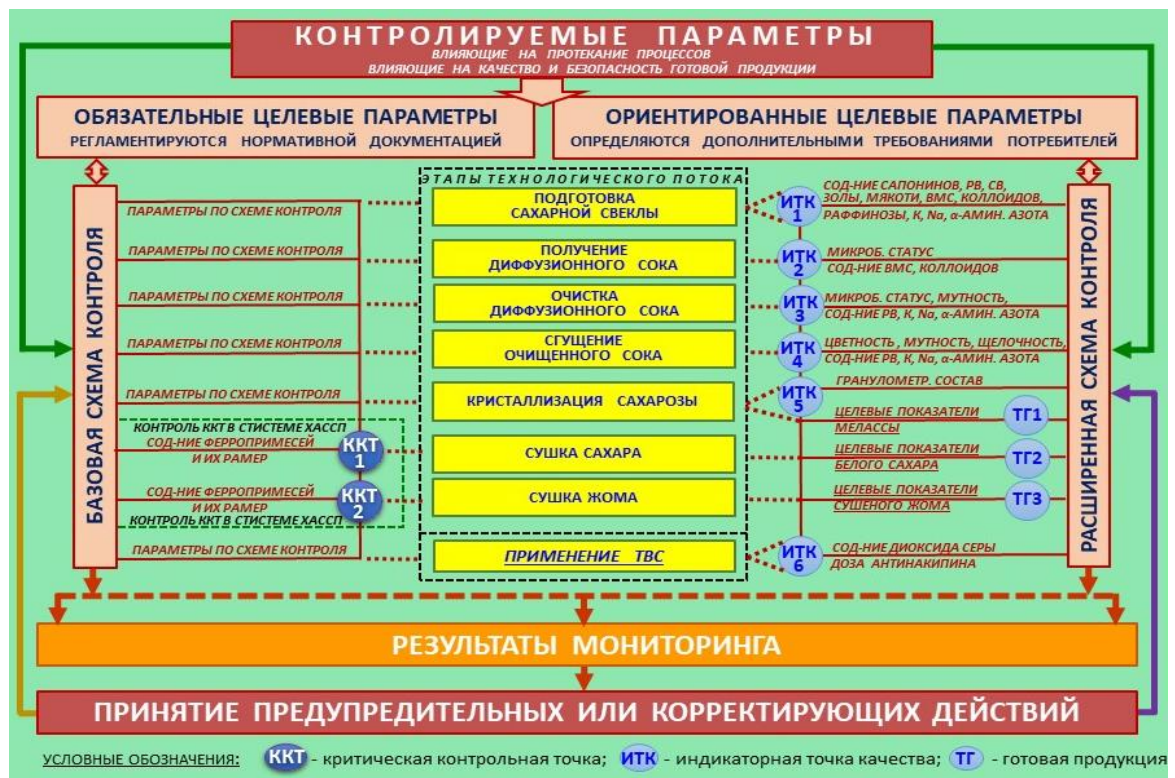 КОНТРОЛИРУЕМЫЕ ПАРАМЕТРЫ
ВЛИЯЮЩИЕ НА ПРОТЕКАНИЕ ПРОЦЕССОВ
ВЛИЯЮЩИЕ НА КАЧЕСТВО И БЕЗОПАСНОСТЬ ГОТОВОЙ ПРОДУКЦИИ
ОБЯЗАТЕЛЬНЫЕ ЦЕЛЕВЫЕ ПАРАМЕТРЫ
РЕГЛАМЕНТИРУЮТСЯ НОРМАТИВНОЙ ДОКУМЕНТАЦИЕЙ
ОРИЕНТИРОВАННЫЕ ЦЕЛЕВЫЕ ПАРАМЕТРЫ
ОПРЕДЕЛЯЮТСЯ ДОПОЛНИТЕЛЬНЫМИ ТРЕБОВАНИЯМИ ПОТРЕБИТЕЛЕЙ
БАЗОВАЯ СХЕМА КОНТРОЛЯ
ПАРАМЕТРЫ ПО СХЕМЕ КОНТРОЛЯ
ПАРАМЕТРЫ ПО СХЕМЕ КОНТРОЛЯ
ПАРАМЕТРЫ ПО СХЕМЕ КОНТРОЛЯ
ПАРАМЕТРЫ ПО СХЕМЕ КОНТРОЛЯ
ПАРАМЕТРЫ ПО СХЕМЕ КОНТРОЛЯ
КОНТРОЛЬ ККТ В СТИСТЕМЕ ХАССП
СОД-НИЕ ФЕРРОПРИМЕСЕЙ
И ИХ РАМЕР
ККТ
1
СОД-НИЕ ФЕРРОПРИМЕСЕЙ
И ИХ РАМЕР
ККТ
2
КОНТРОЛЬ ККТ В СТИСТЕМЕ ХАССП
ПАРАМЕТРЫ ПО СХЕМЕ КОНТРОЛЯ
ЭТАПЫ ТЕХНОЛОГИЧЕСКОГО ПОТОКА
ПОДГОТОВКА
САХАРНОЙ СВЕКЛЫ
ПОЛУЧЕНИЕ
ДИФФУЗИОННОГО СОКА
ОЧИСТКА
ДИФФУЗИОННОГО СОКА
СГУЩЕНИЕ
ОЧИЩЕННОГО СОКА
КРИСТАЛЛИЗАЦИЯ САХАРОЗЫ
СУШКА САХАРА
СУШКА ЖОМА
ПРИМЕНЕНИЕ ТВС
ИТК
1
СОД-НИЕ САПОНИНОВ, РВ, СВ,
ЗОЛЫ, МЯКОТИ, ВМС, КОЛЛОИДОВ,
РАФФИНОЗЫ, K, Na, α-АМИН. АЗОТА
ИТК
2
МИКРОБ. СТАТУС
СОД-НИЕ ВМС, КОЛЛОИДОВ
ИТК
3
МИКРОБ. СТАТУС, МУТНОСТЬ,
СОД-НИЕ РВ, K, Na, α-АМИН. АЗОТА
ИТК
4
ЦВЕТНОСТЬ , МУТНОСТЬ, ЩЕЛОЧНОСТЬ,
СОД-НИЕ РВ, K, Na, α-АМИН. АЗОТА
ИТК
5
ГРАНУЛОМЕТР. СОСТАВ
ЦЕЛЕВЫЕ ПОКАЗАТЕЛИ
МЕЛАССЫ
ТГ1
ЦЕЛЕВЫЕ ПОКАЗАТЕЛИ
БЕЛОГО САХАРА
ТГ2
ЦЕЛЕВЫЕ ПОКАЗАТЕЛИ
СУШЕНОГО ЖОМА
ТГ3
ИТК
6
СОД-НИЕ ДИОКСИДА СЕРЫ
ДОЗА АНТИНАКИПИНА
РАСШИРЕННАЯ СХЕМА КОНТРОЛЯ
РЕЗУЛЬТАТЫ МОНИТОРИНГА
ПРИНЯТИЕ ПРЕДУПРЕДИТЕЛЬНЫХ ИЛИ КОРРЕКТИРУЮЩИХ ДЕЙСТВИЙ
УСЛОВНЫЕ ОБОЗНАЧЕНИЯ: ККТ - критическая контрольная точка; ИТК - индикаторная точка качества; ТГ - готовая продукция